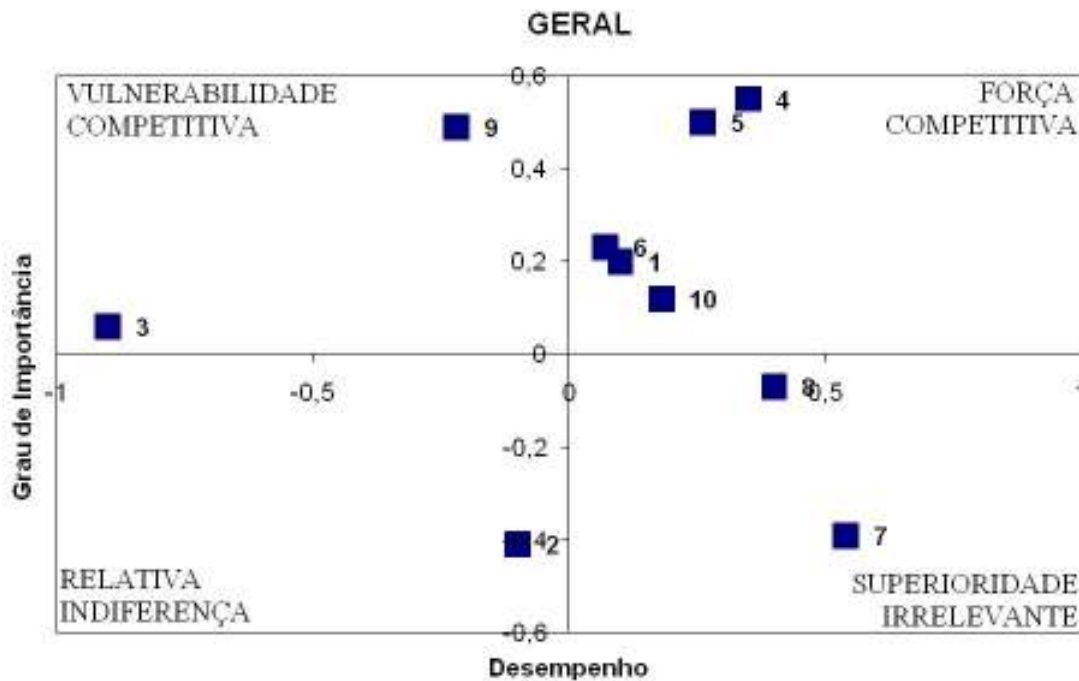 GERAL
VULNERABILIDADE
COMPETITIVA
FORÇA
COMPETITIVA
0,6
4
5
9
0,4
Grau de Importância
0,2
6
1
10
3
0
-1
-0,5
0
8
0,5
-0,2
2
7
RELATIVA
INDIFERENÇA
SUPERIORIDADE
IRRELEVANTE
-0,6
Desempenho